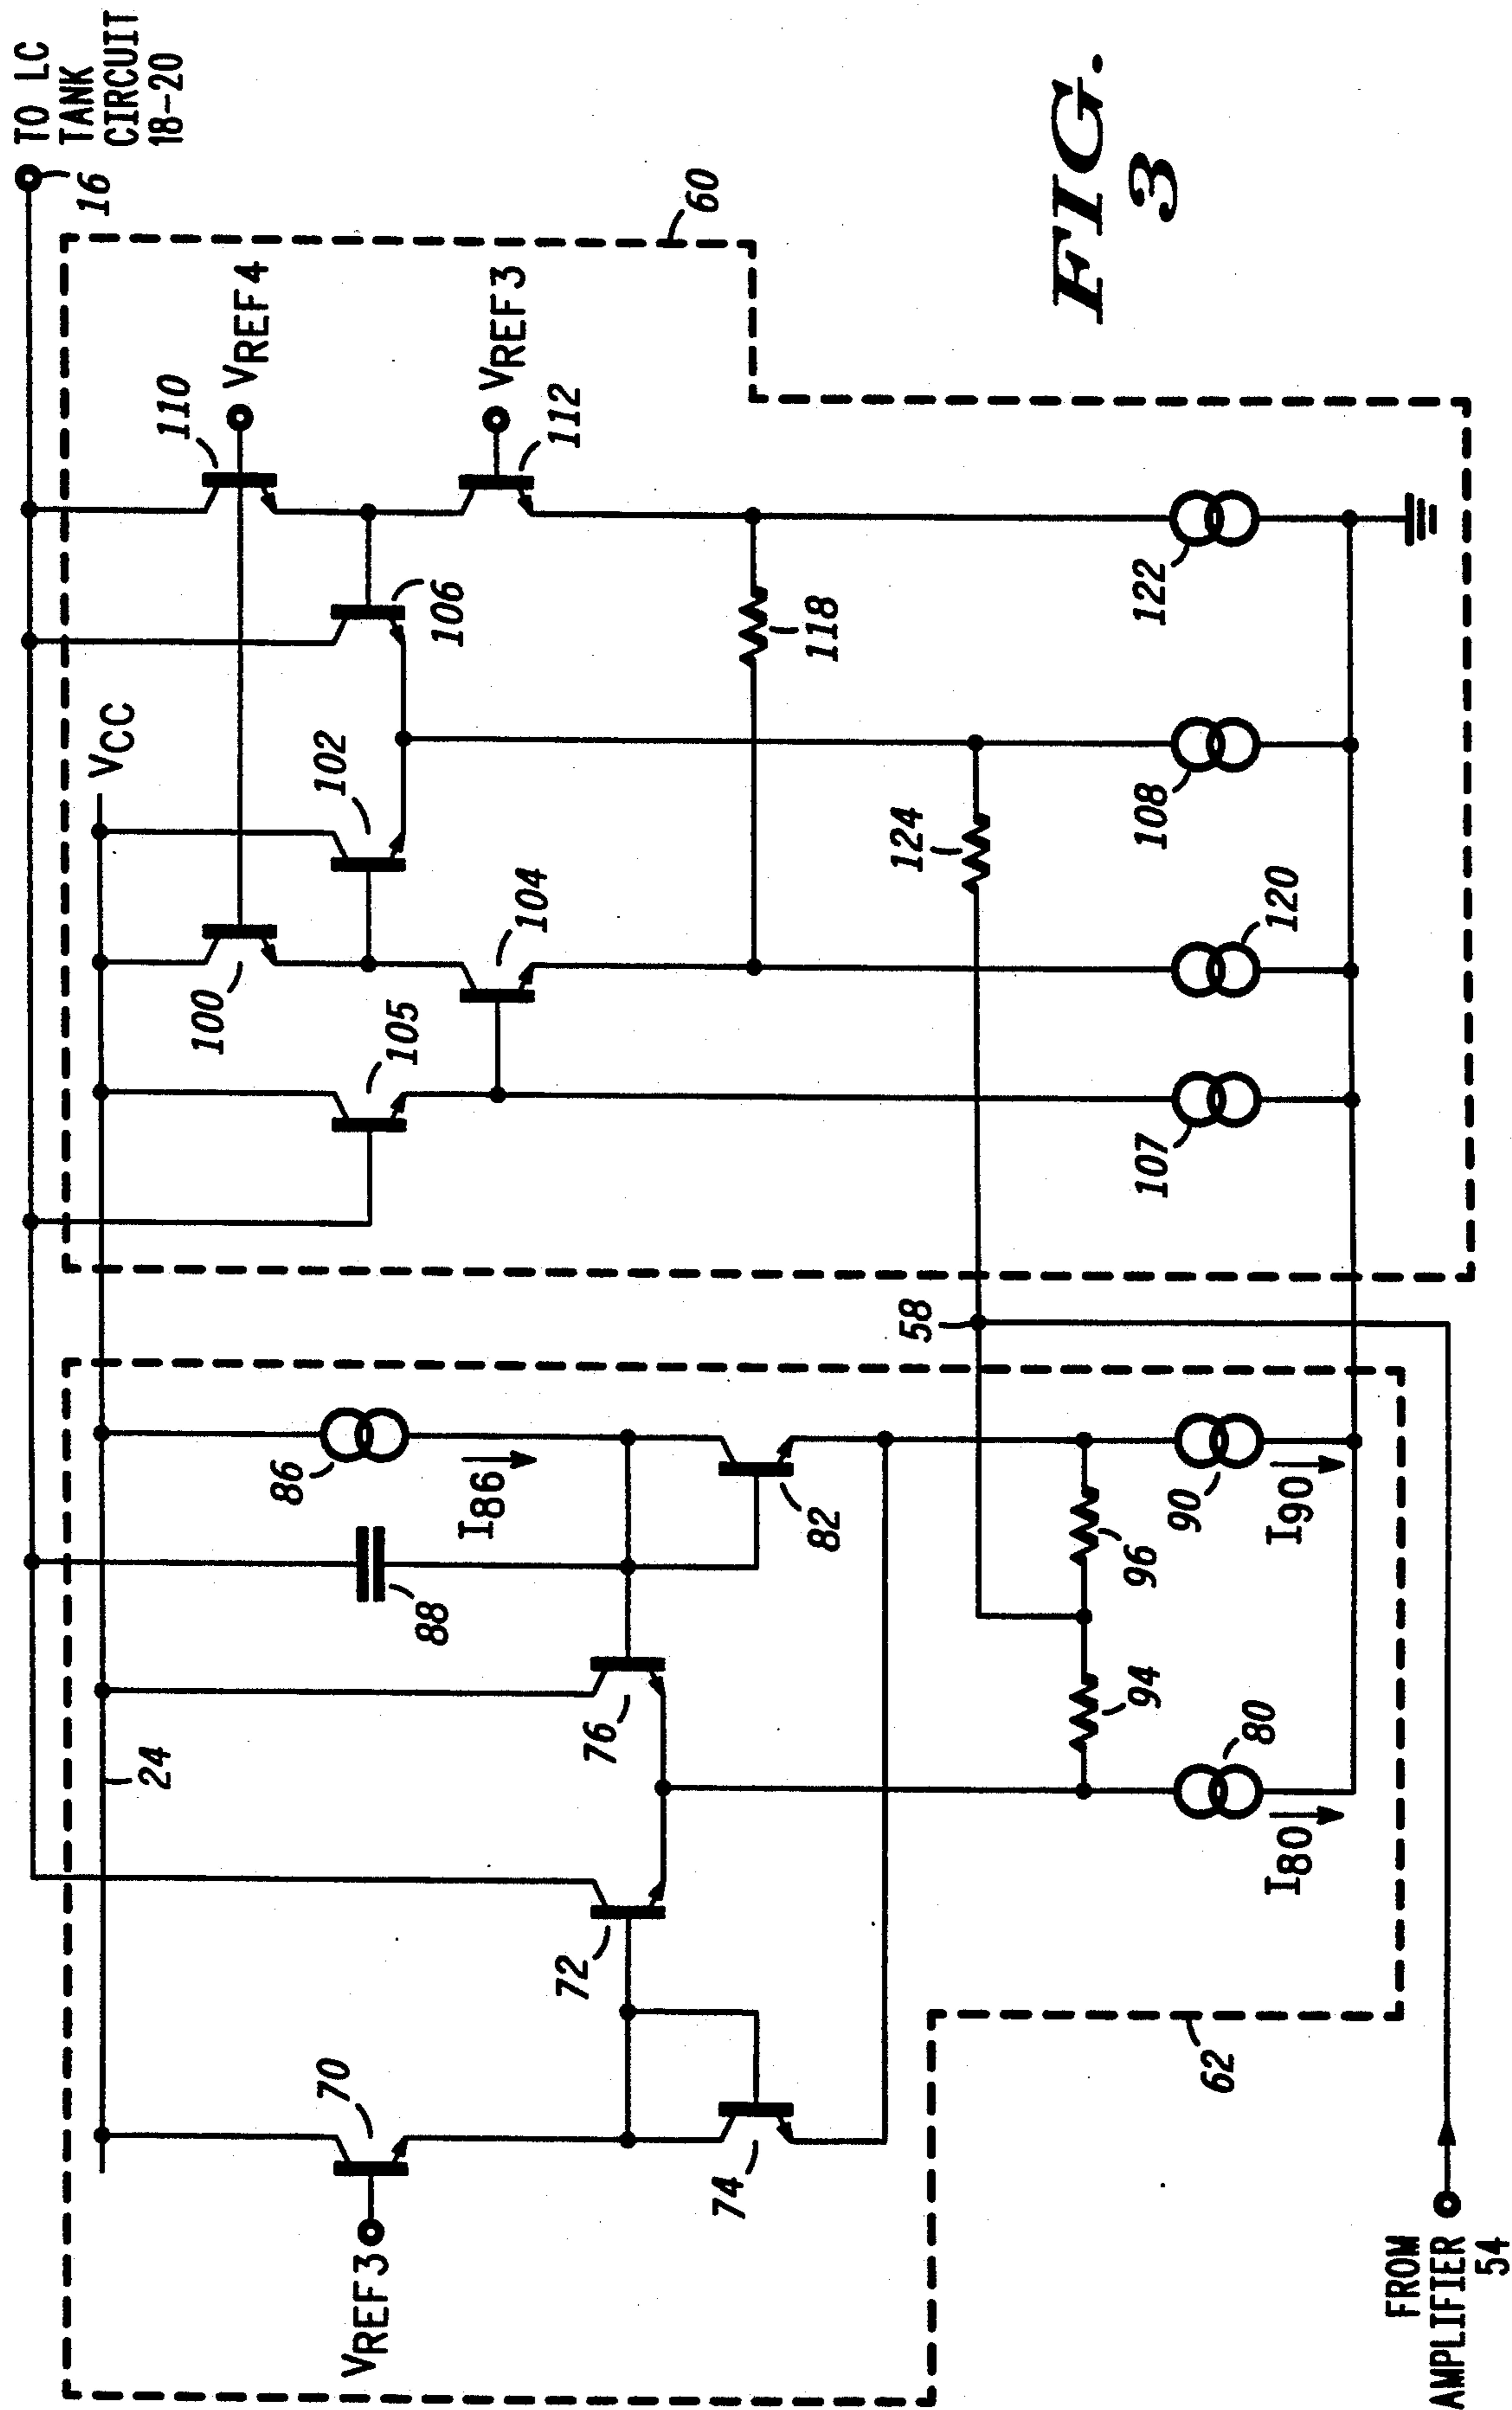 TO LC
TANK
CIRCUIT
18-20
16
60
VREF4
110
VREF3
112
VCC
102
106
100
104
105
118
124
122
108
120
107
58
86
I86
88
82
96
90
I90
24
76
94
80
I80
72
70
74
VREF3
62
FROM
AMPLIFIER
54
FIG.
3